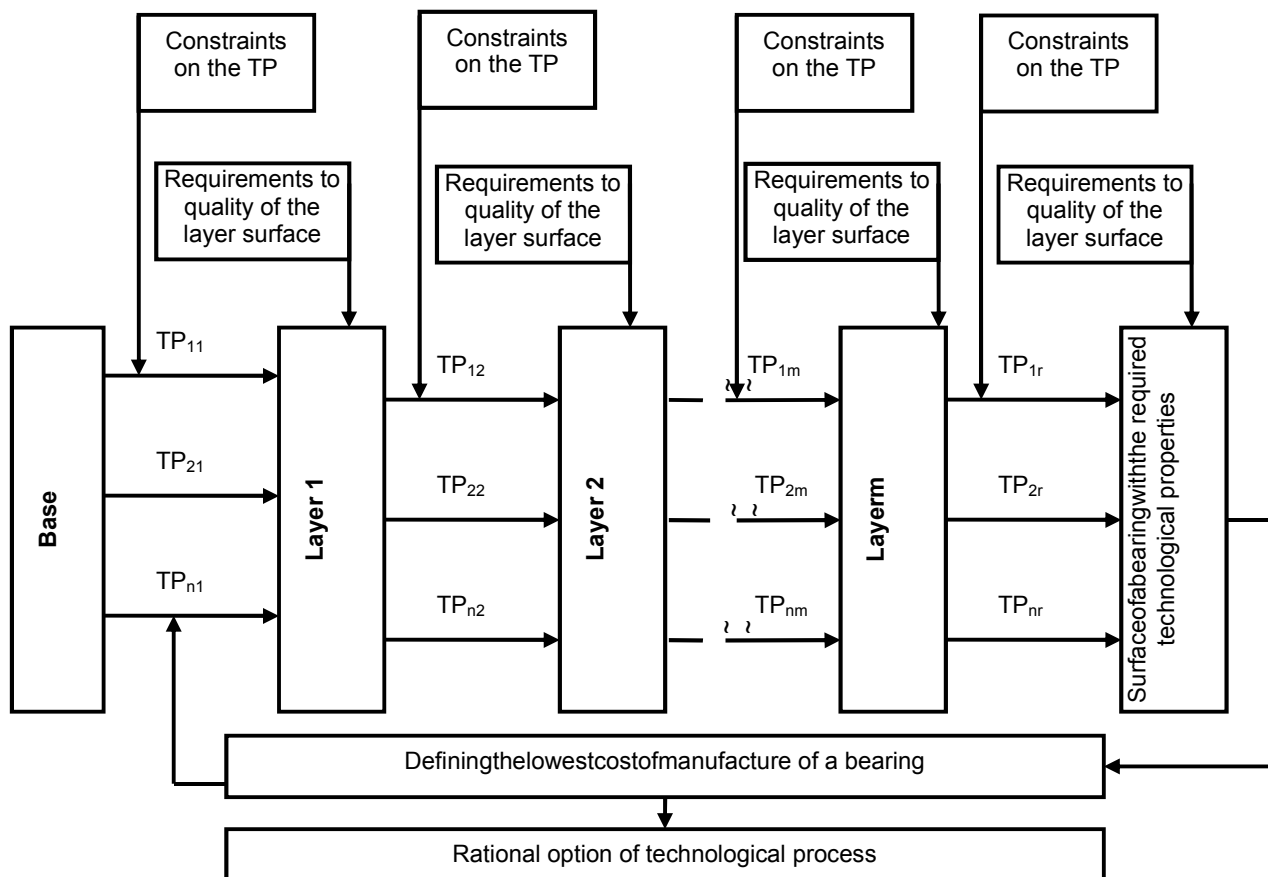 Constraints
on the TP
Constraints
on the TP
Constraints
on the TP
Constraints
on the TP
Requirements to
quality of the
layer surface
Requirements to
quality of the
layer surface
Requirements to
quality of the
layer surface
Requirements to
quality of the
layer surface
Base
TP11
TP21
TPn1
Layer 1
TP12
TP22
TPn2
Layer 2
TP1m
~ ~
TP2m
~ ~
TPnm
~ ~
Layerm
TP1r
TP2r
TPnr
Surfaceofabearingwiththe required
technological properties
Definingthelowestcostofmanufacture of a bearing
Rational option of technological process